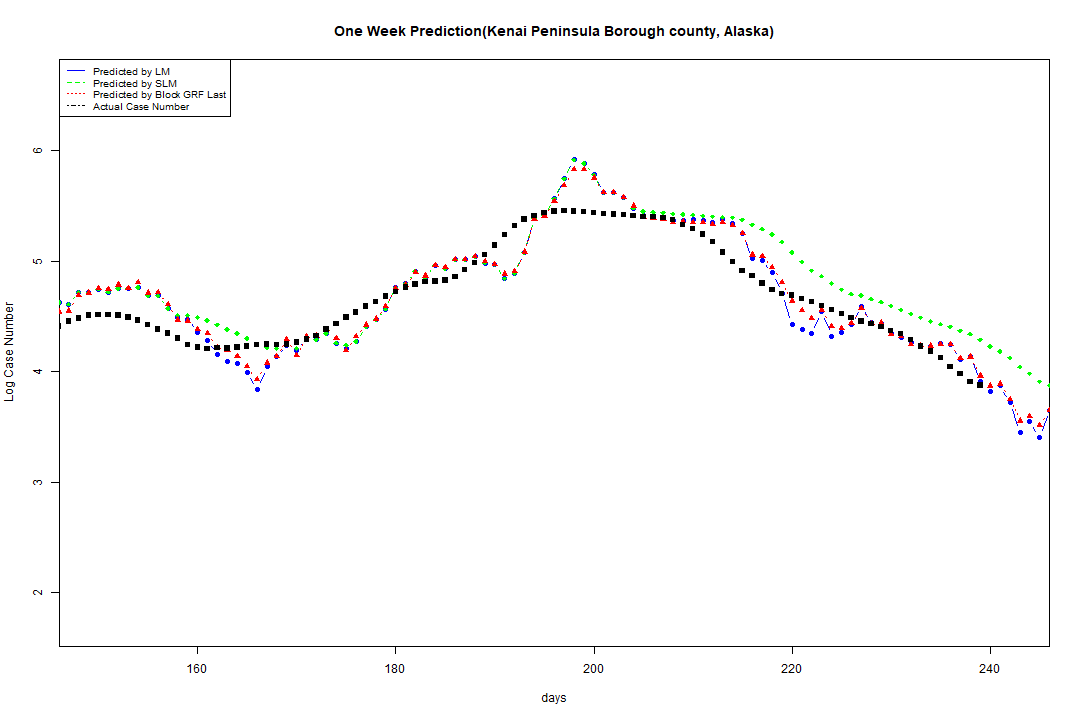 One Week Prediction(Kenai Peninsula Borough county, Alaska)
Predicted by LM
Predicted by SLM
Predicted by Block GRF Last
Actual Case Number
6
5
4
3
2
Log Case Number
160 180 200 220 240
days